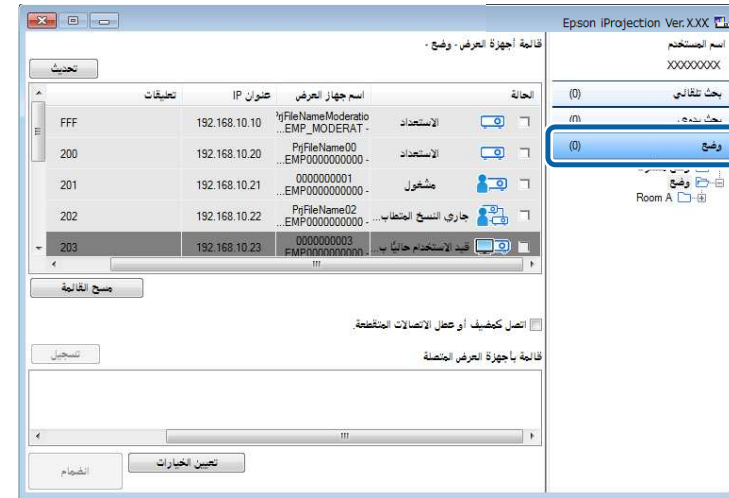 Epson iProjection Ver.X.XX
اسم المستخدم
XXXXXXXX
بحث تلقائي (0)
(0)
وضع (0)
وضع
Room A
قائمة أجهزة العرض - وضع -
تحديث
الحالة اسم جهاز العرض عنوان IP تعليقات
الاستعداد PrjFileNameModeratio ...EMP_MODERAT - 192.168.10.10 FFF
الاستعداد PrjFileName00 ...EMP0000000000 - 192.168.10.20 200
مشغول 0000000001 ...EMP0000000000 - 192.168.10.21 201
جاري النسخ المتطاب... PrjFileName02 ...EMP0000000000 - 192.168.10.22 202
قيد الاستخدام حاليًا ب... 0000000003 ...EMP0000000000 - 192.168.10.23 203
مسح القائمة
اتصل كمضيف أو عطل الاتصالات المتقطعة.
تسجيل
قائمة بأجهزة العرض المتصلة
تعيين الخيارات
انضمام